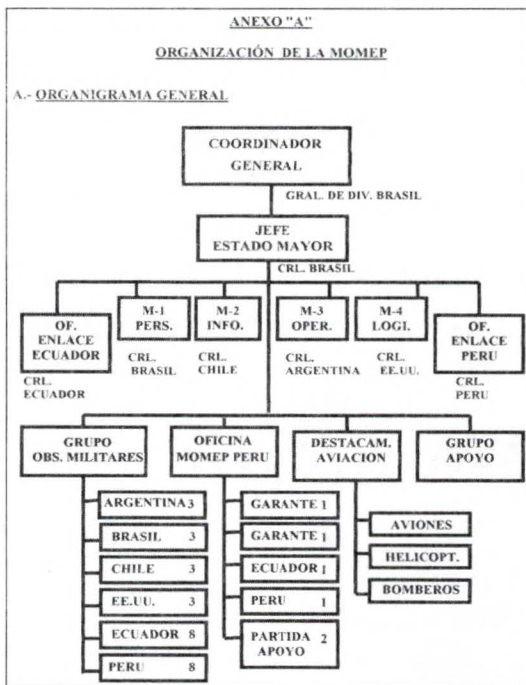 ANEXO "A"
ORGANIZACIÓN DE LA MOMEP
A.- ORGANIGRAMA GENERAL
COORDINADOR
GENERAL
GRAL. DE DIV. BRASIL
JEFE
ESTADO MAYOR
CRL. BRASIL
OF.
ENLACE
ECUADOR
CRL.
ECUADOR
M-1
PERS.
CRL.
BRASIL
M-2
INFO.
CRL.
CHILE
M-3
OPER.
CRL.
ARGENTINA
M-4
LOGI.
CRL.
EE.UU.
OF.
ENLACE
PERU
CRL.
PERU
GRUPO
OBS. MILITARES
ARGENTINA 3
BRASIL 3
CHILE 3
EE.UU. 3
ECUADOR 8
PERU 8
OFICINA
MOMEP PERU
GARANTE 1
GARANTE 1
ECUADOR 1
PERU 1
PARTIDA 2
APOYO
DESTACAM.
AVIACION
AVIONES
HELICOPT.
BOMBEROS
GRUPO
APOYO